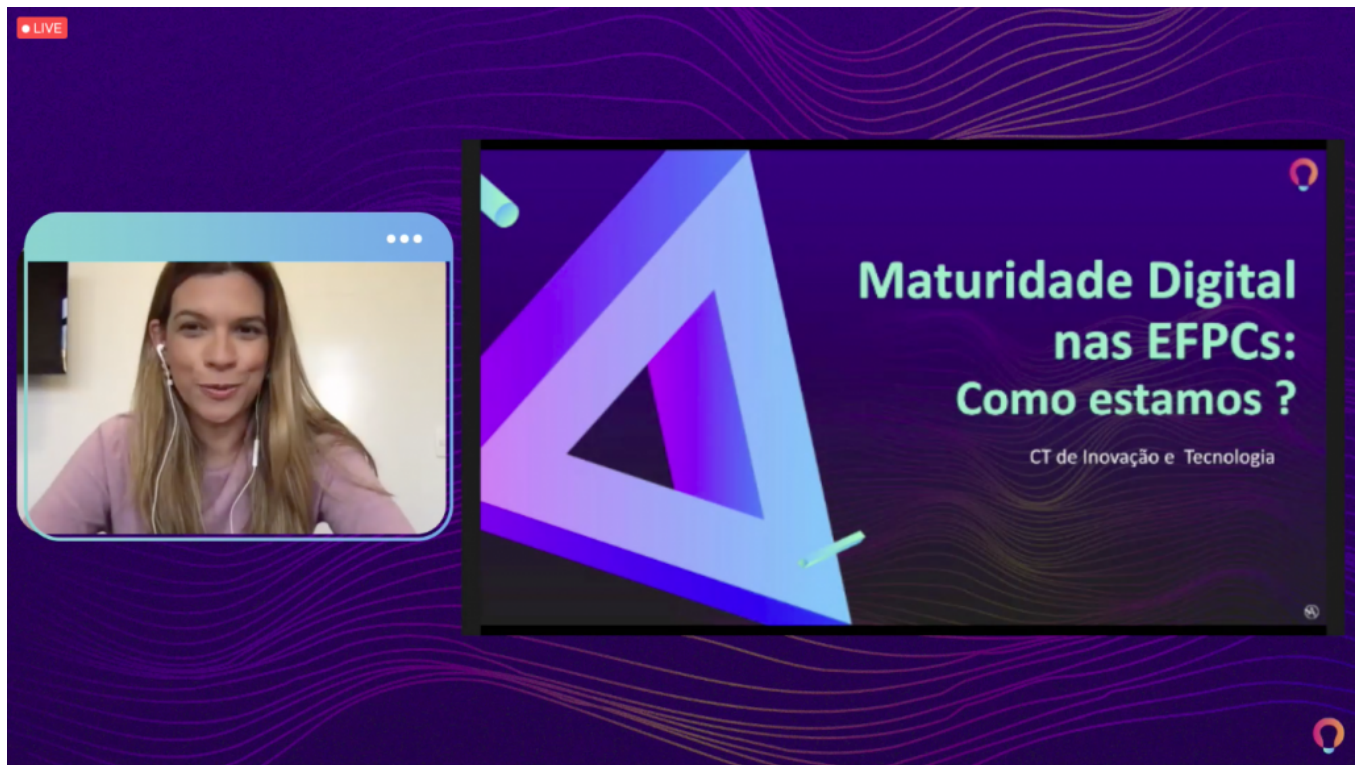 LIVE
Maturidade Digital
nas EFPCs:
Como estamos ?
CT de Inovação e Tecnologia